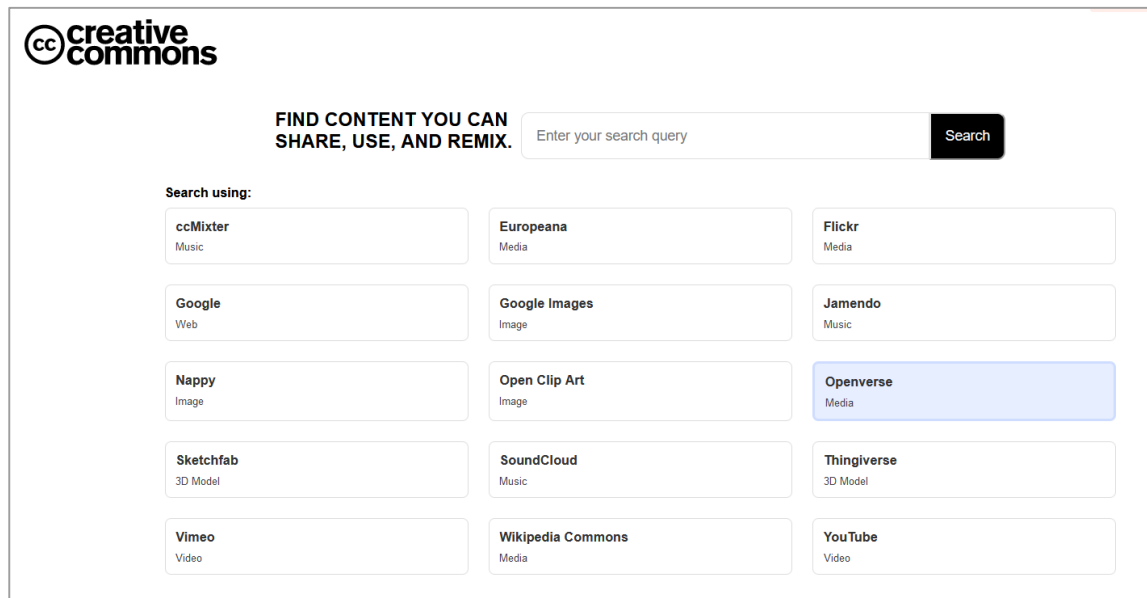 cc creative
commons
FIND CONTENT YOU CAN
SHARE, USE, AND REMIX.
Enter your search query
Search
Search using:
ccMixter
Music
Europeana
Media
Flickr
Media
Google
Web
Google Images
Image
Jamendo
Music
Nappy
Image
Open Clip Art
Image
Openverse
Media
Sketchfab
3D Model
SoundCloud
Music
Thingiverse
3D Model
Vimeo
Video
Wikipedia Commons
Media
YouTube
Video